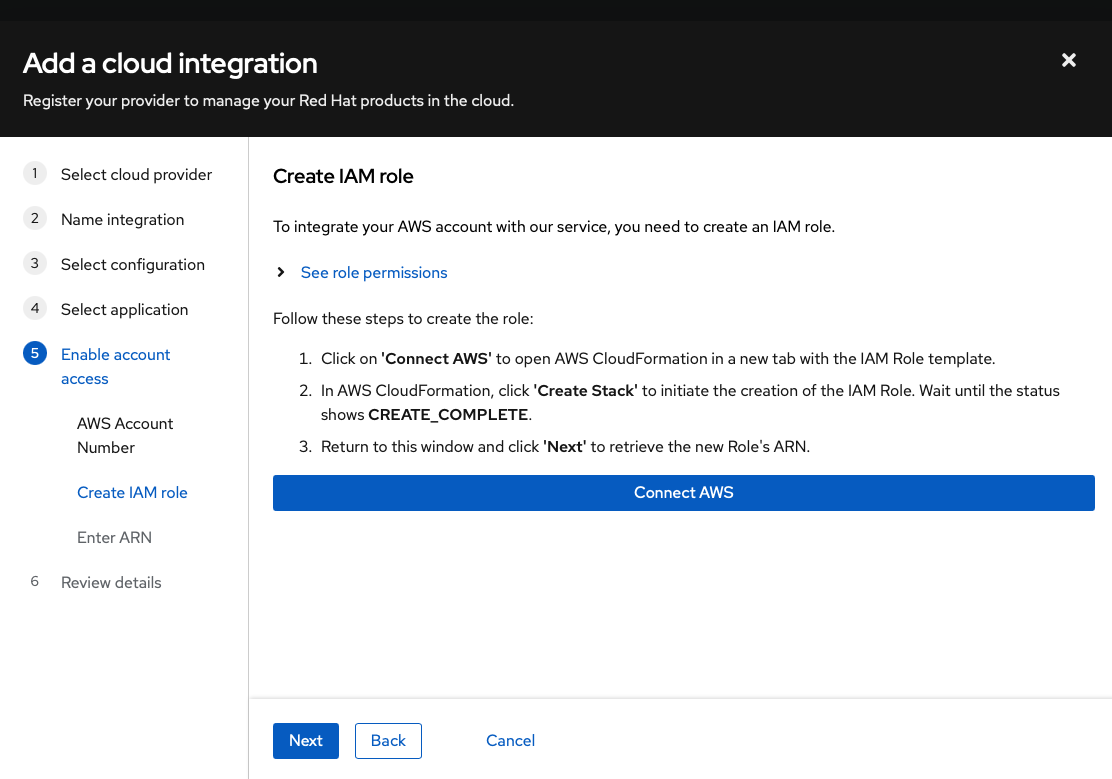 Add a cloud integration
Register your provider to manage your Red Hat products in the cloud.
1 Select cloud provider
2 Name integration
3 Select configuration
4 Select application
5 Enable account
access
AWS Account
Number
Create IAM role
Enter ARN
6 Review details
Create IAM role
To integrate your AWS account with our service, you need to create an IAM role.
See role permissions
Follow these steps to create the role:
1. Click on 'Connect AWS' to open AWS CloudFormation in a new tab with the IAM Role template.
2. In AWS CloudFormation, click 'Create Stack' to initiate the creation of the IAM Role. Wait until the status
shows CREATE_COMPLETE.
3. Return to this window and click 'Next' to retrieve the new Role's ARN.
Connect AWS
Next Back Cancel